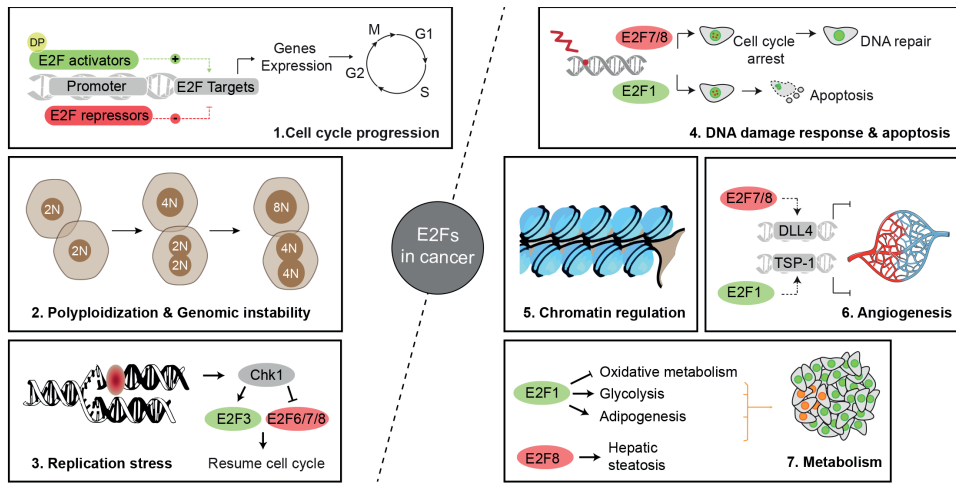 DP
E2F activators
+
Promoter
E2F Targets
E2F repressors
-
Genes
Expression
M
G1
G2
S
1.Cell cycle progression
2N
2N
4N
2N
2N
8N
4N
4N
2. Polyploidization & Genomic instability
Chk1
E2F3
E2F6/7/8
Resume cell cycle
3. Replication stress
E2Fs
in cancer
E2F7/8
Cell cycle
arrest
DNA repair
E2F1
Apoptosis
4. DNA damage response & apoptosis
5. Chromatin regulation
E2F7/8
DLL4
TSP-1
E2F1
6. Angiogenesis
E2F1
Oxidative metabolism
Glycolysis
Adipogenesis
E2F8
Hepatic
steatosis
7. Metabolism